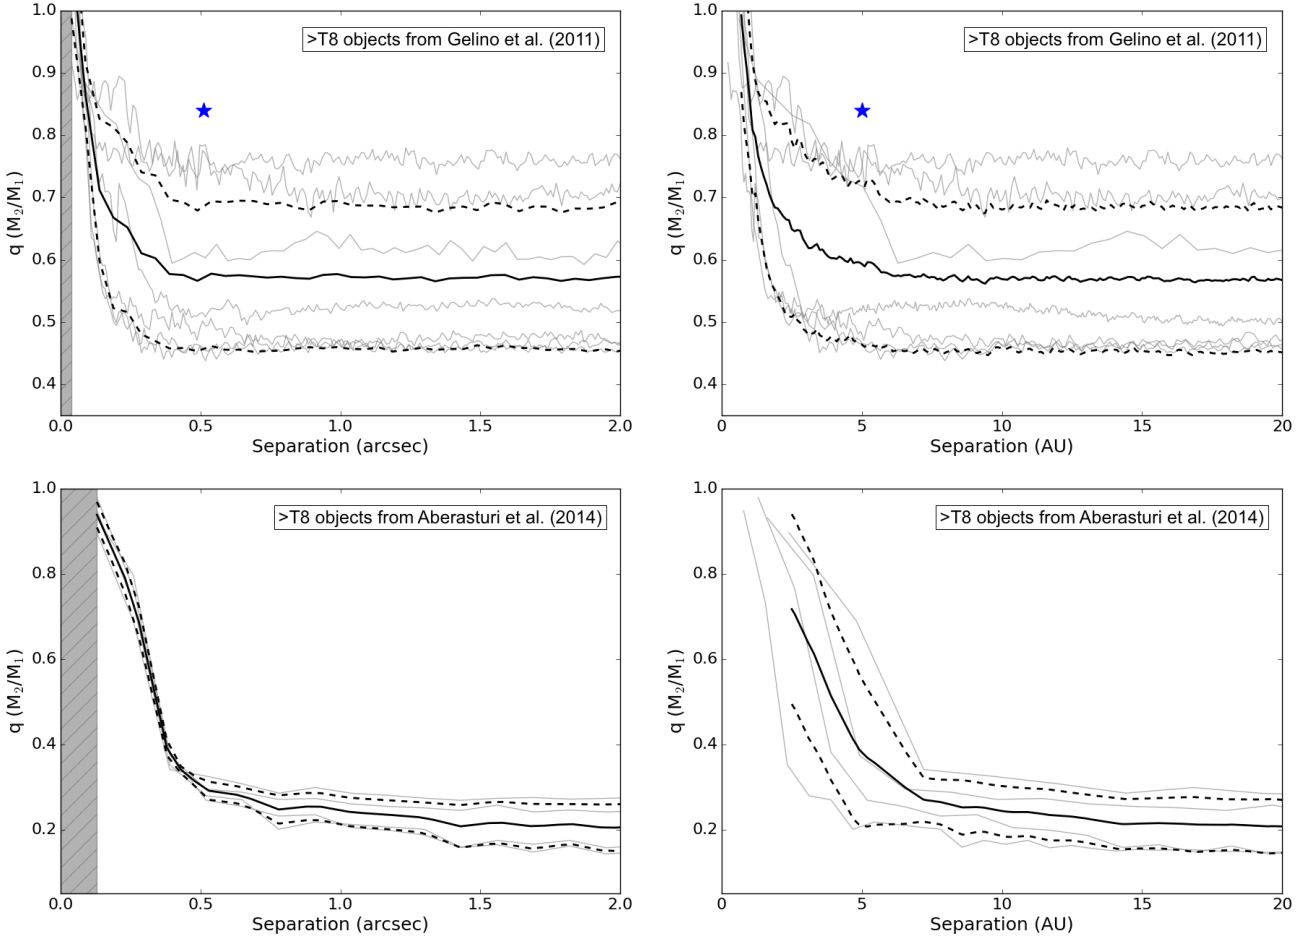 1.0
0.9
0.8
0.7
0.6
0.5
0.4
q (M₂/M₁)
>T8 objects from Gelino et al. (2011)
0.0 0.5 1.0 1.5 2.0
Separation (arcsec)
1.0
0.9
0.8
0.7
0.6
0.5
0.4
q (M₂/M₁)
>T8 objects from Gelino et al. (2011)
0 5 10 15 20
Separation (AU)
1.0
0.8
0.6
0.4
0.2
q (M₂/M₁)
>T8 objects from Aberasturi et al. (2014)
0.0 0.5 1.0 1.5 2.0
Separation (arcsec)
1.0
0.8
0.6
0.4
0.2
q (M₂/M₁)
>T8 objects from Aberasturi et al. (2014)
0 5 10 15 20
Separation (AU)